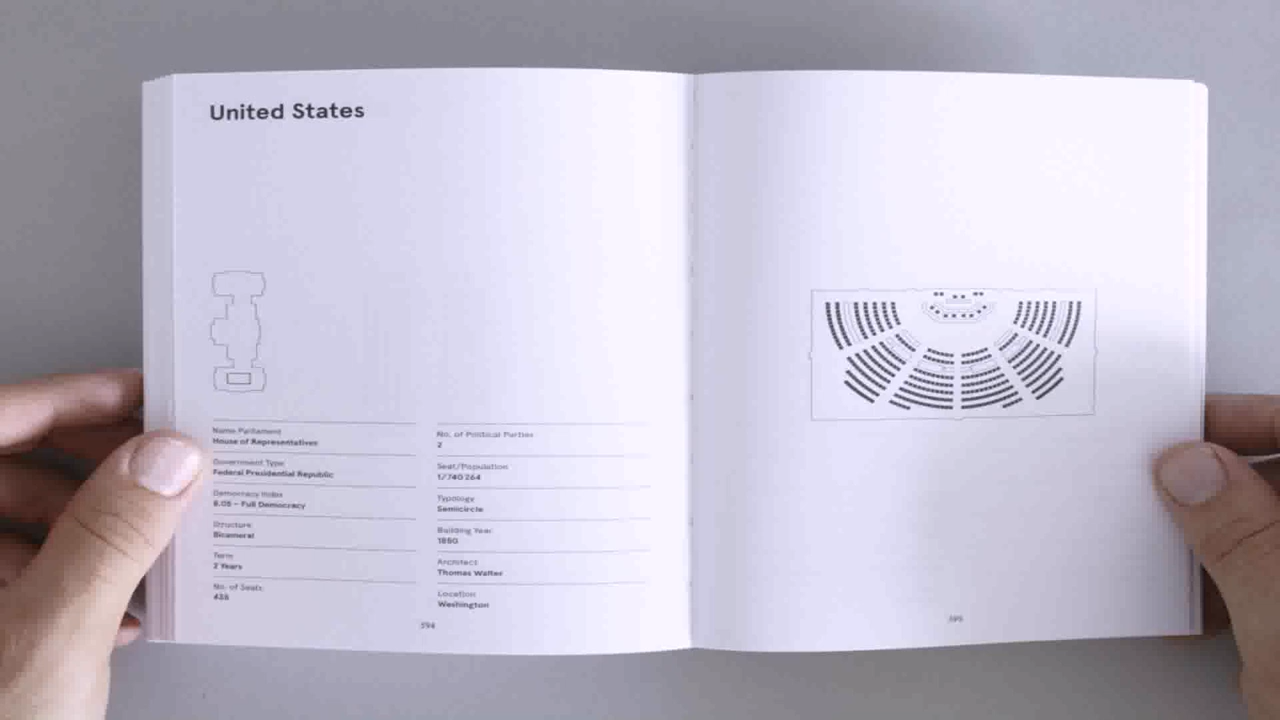 United States
Name Parliament
House of Representatives
Government Type
Federal Presidential Republic
Democracy Index
8.05 – Full Democracy
Structure
Bicameral
Term
2 Years
No. of Seats
435
No. of Political Parties
2
Seat/Population
1/740 264
Typology
Semicircle
Building Year
1850
Architect
Thomas Walter
Location
Washington
394
395